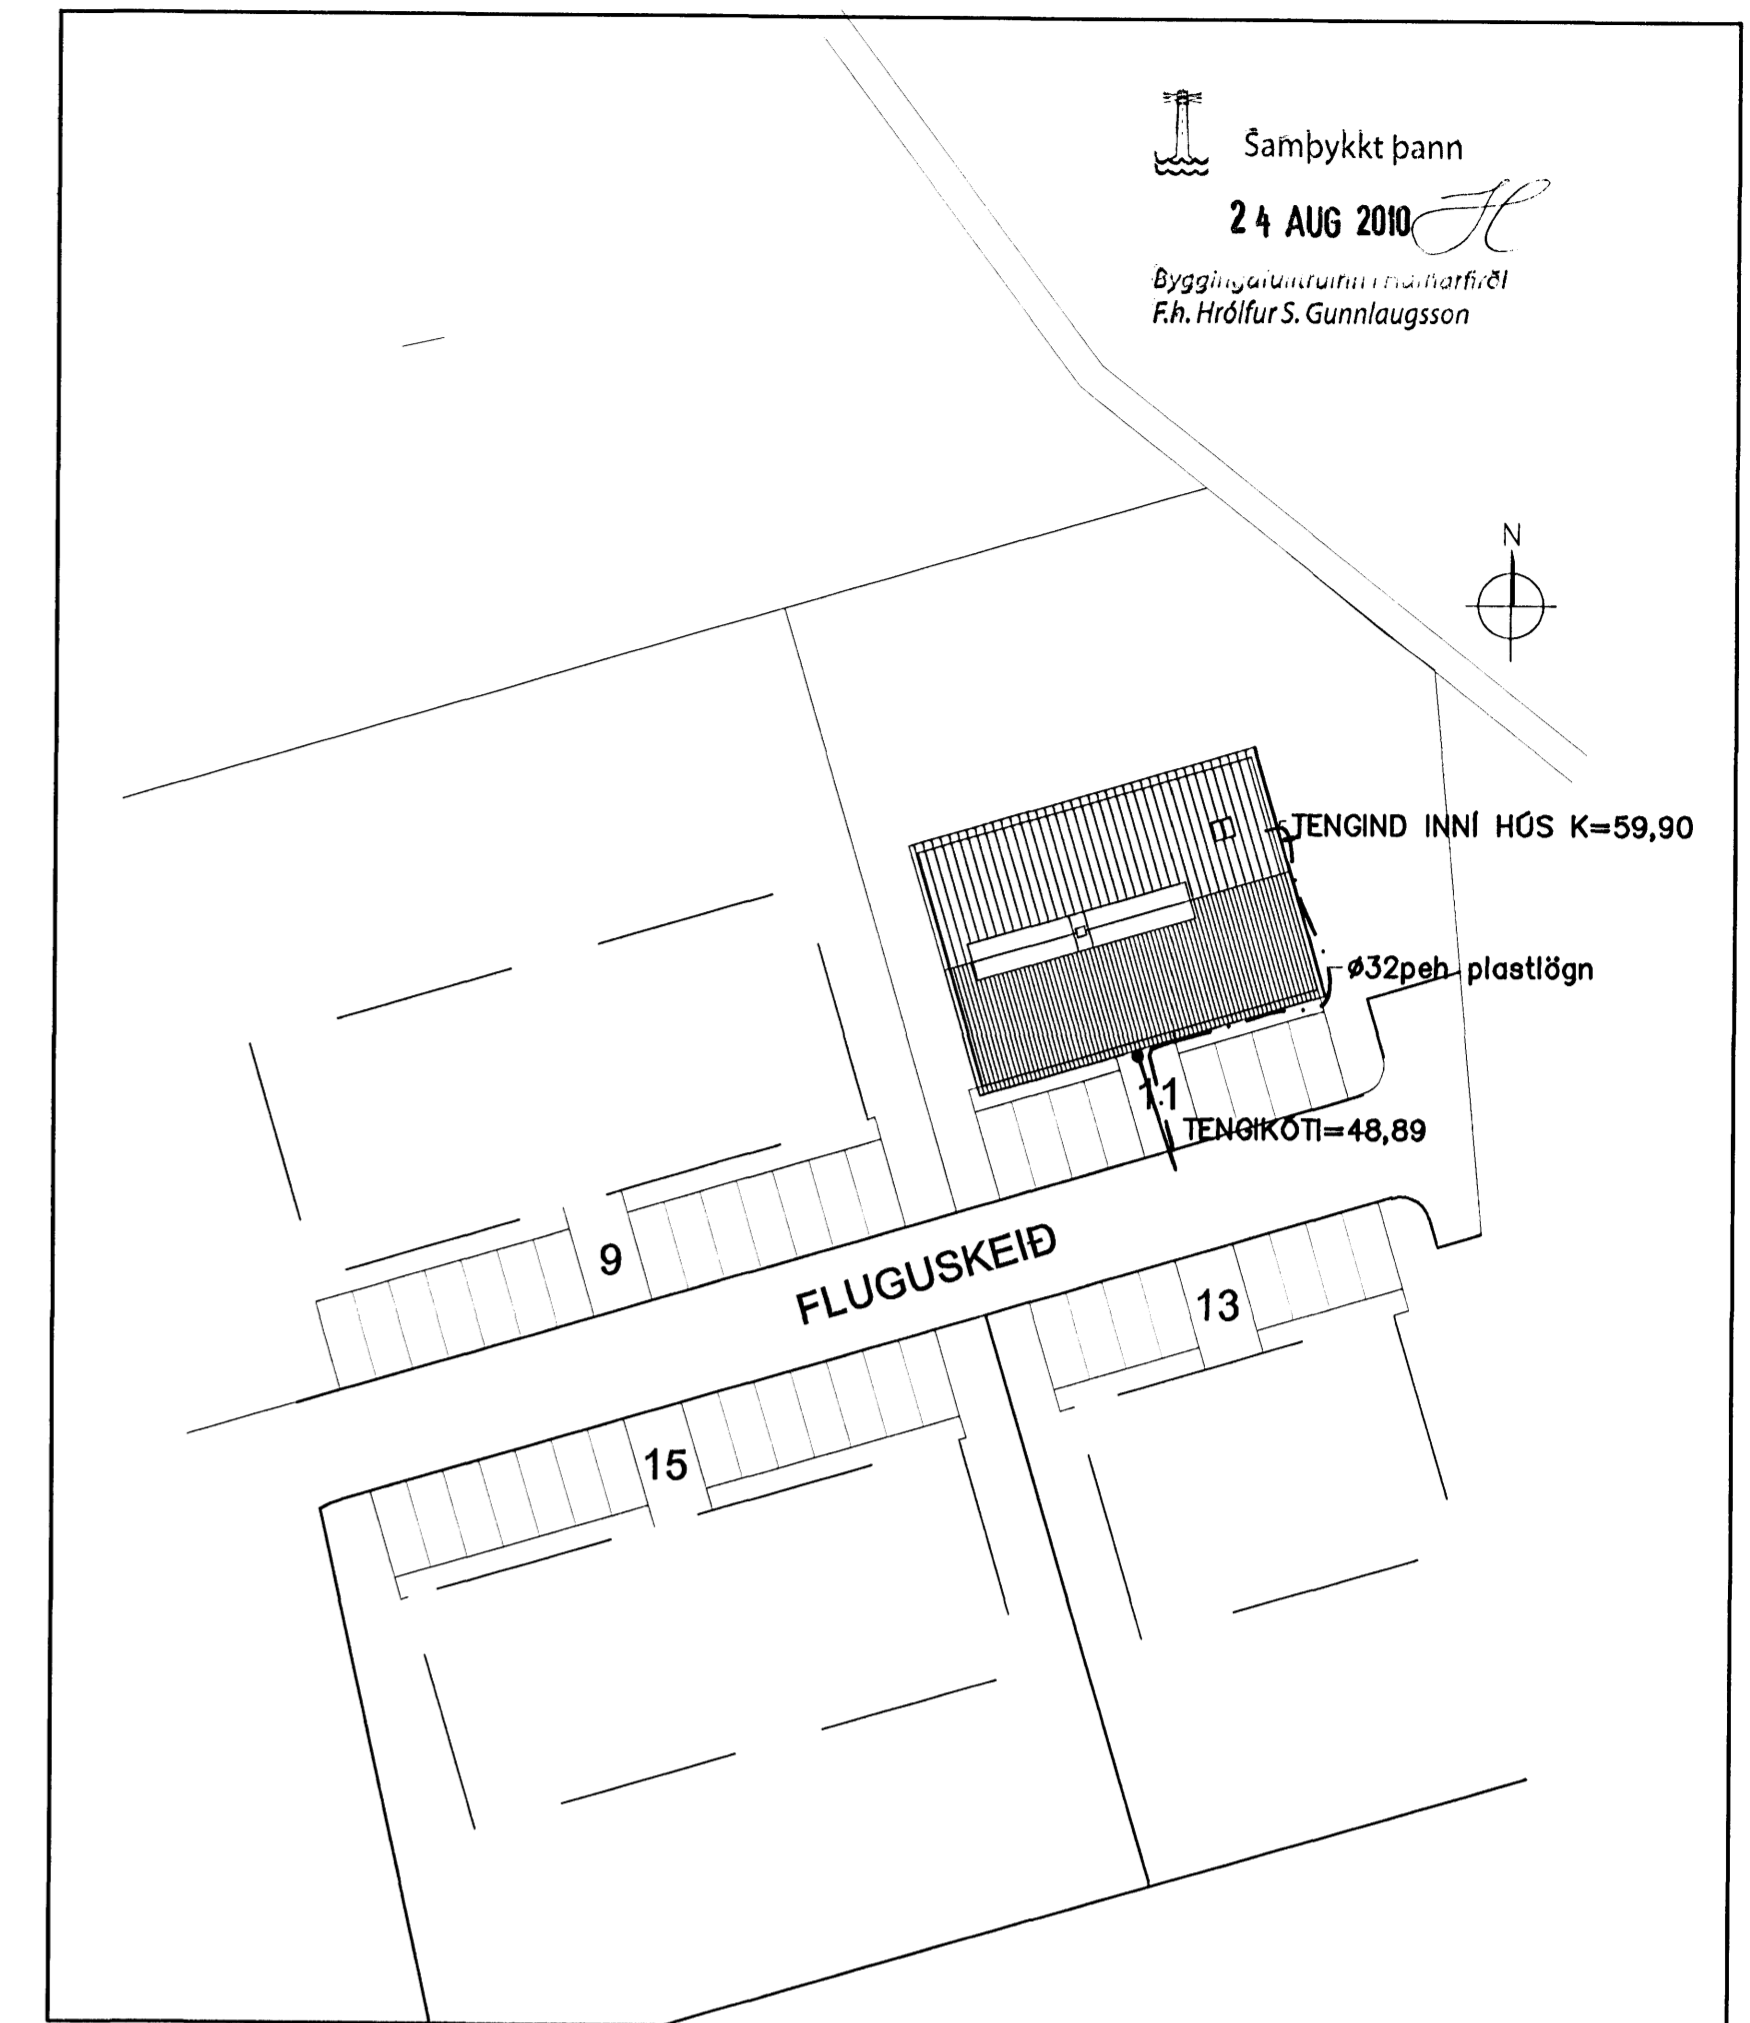 Samþykkt þann
24 AUG 2010
F.h. Hrólfur S. Gunnlaugsson
N
TENGIND INNÍ HÚS K=59,90
ø32peh plastlögn
11
TENGIKÓTI=48,89
9
FLUGUSKEIÐ
13
15